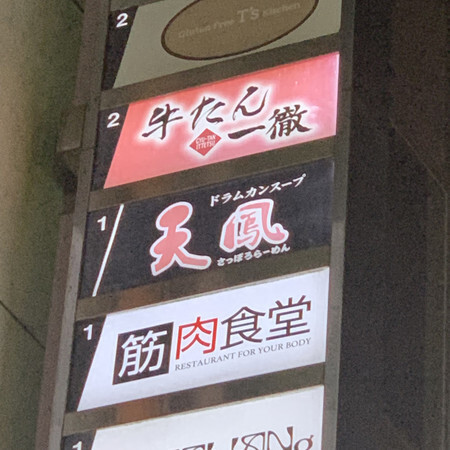 2
Gluten Free T's Kitchen
2
牛たん
一徹
1
ドラムカンスープ
天鳳
さっぽろらーめん
1
筋肉食堂
RESTAURANT FOR YOUR BODY
1